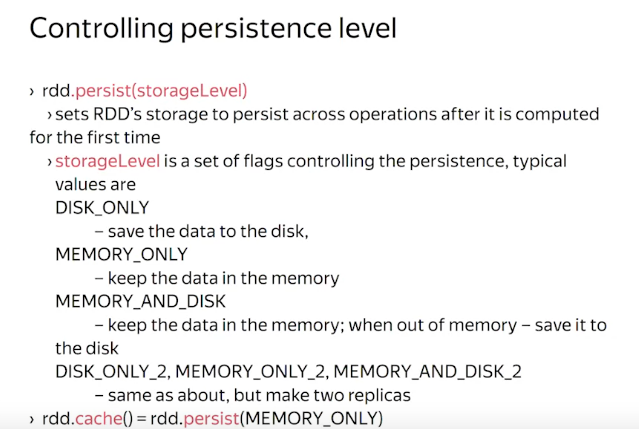 Controlling persistence level
› rdd.persist(storageLevel)
› sets RDD’s storage to persist across operations after it is computed
for the first time
› storageLevel is a set of flags controlling the persistence, typical
values are
DISK_ONLY
– save the data to the disk,
MEMORY_ONLY
– keep the data in the memory
MEMORY_AND_DISK
– keep the data in the memory; when out of memory – save it to
the disk
DISK_ONLY_2, MEMORY_ONLY_2, MEMORY_AND_DISK_2
– same as about, but make two replicas
› rdd.cache() = rdd.persist(MEMORY_ONLY)